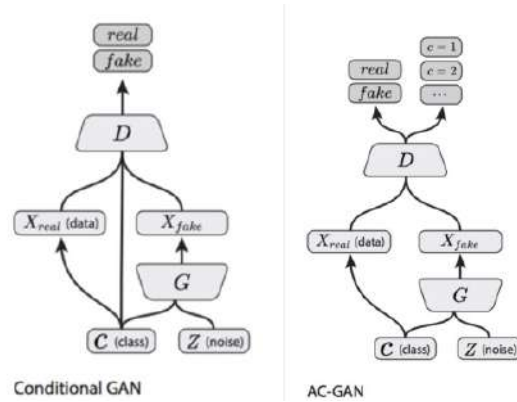 real
fake
D
X_real (data)
X_fake
G
C (class)
Z (noise)
Conditional GAN
c = 1
real
c = 2
fake
...
D
X_real (data)
X_fake
G
C (class)
Z (noise)
AC-GAN